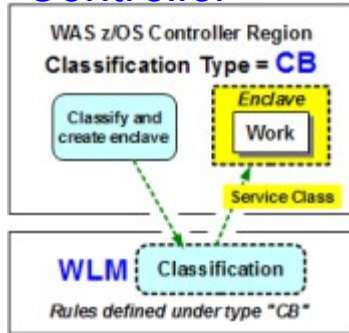 Controller
WAS z/OS Controller Region
Classification Type = CB
Enclave
Classify and
create enclave
Work
Service Class
WLM
Classification
Rules defined under type "CB"